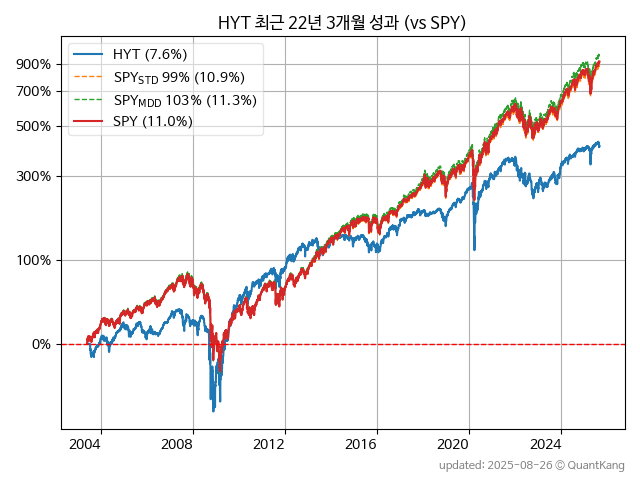 HYT 최근 22년 3개월 성과 (vs SPY)
HYT (7.6%)
SPY_STD 99% (10.9%)
SPY_MDD 103% (11.3%)
SPY (11.0%)
900%
700%
500%
300%
100%
0%
2004 2008 2012 2016 2020 2024
updated: 2025-08-26 © QuantKang